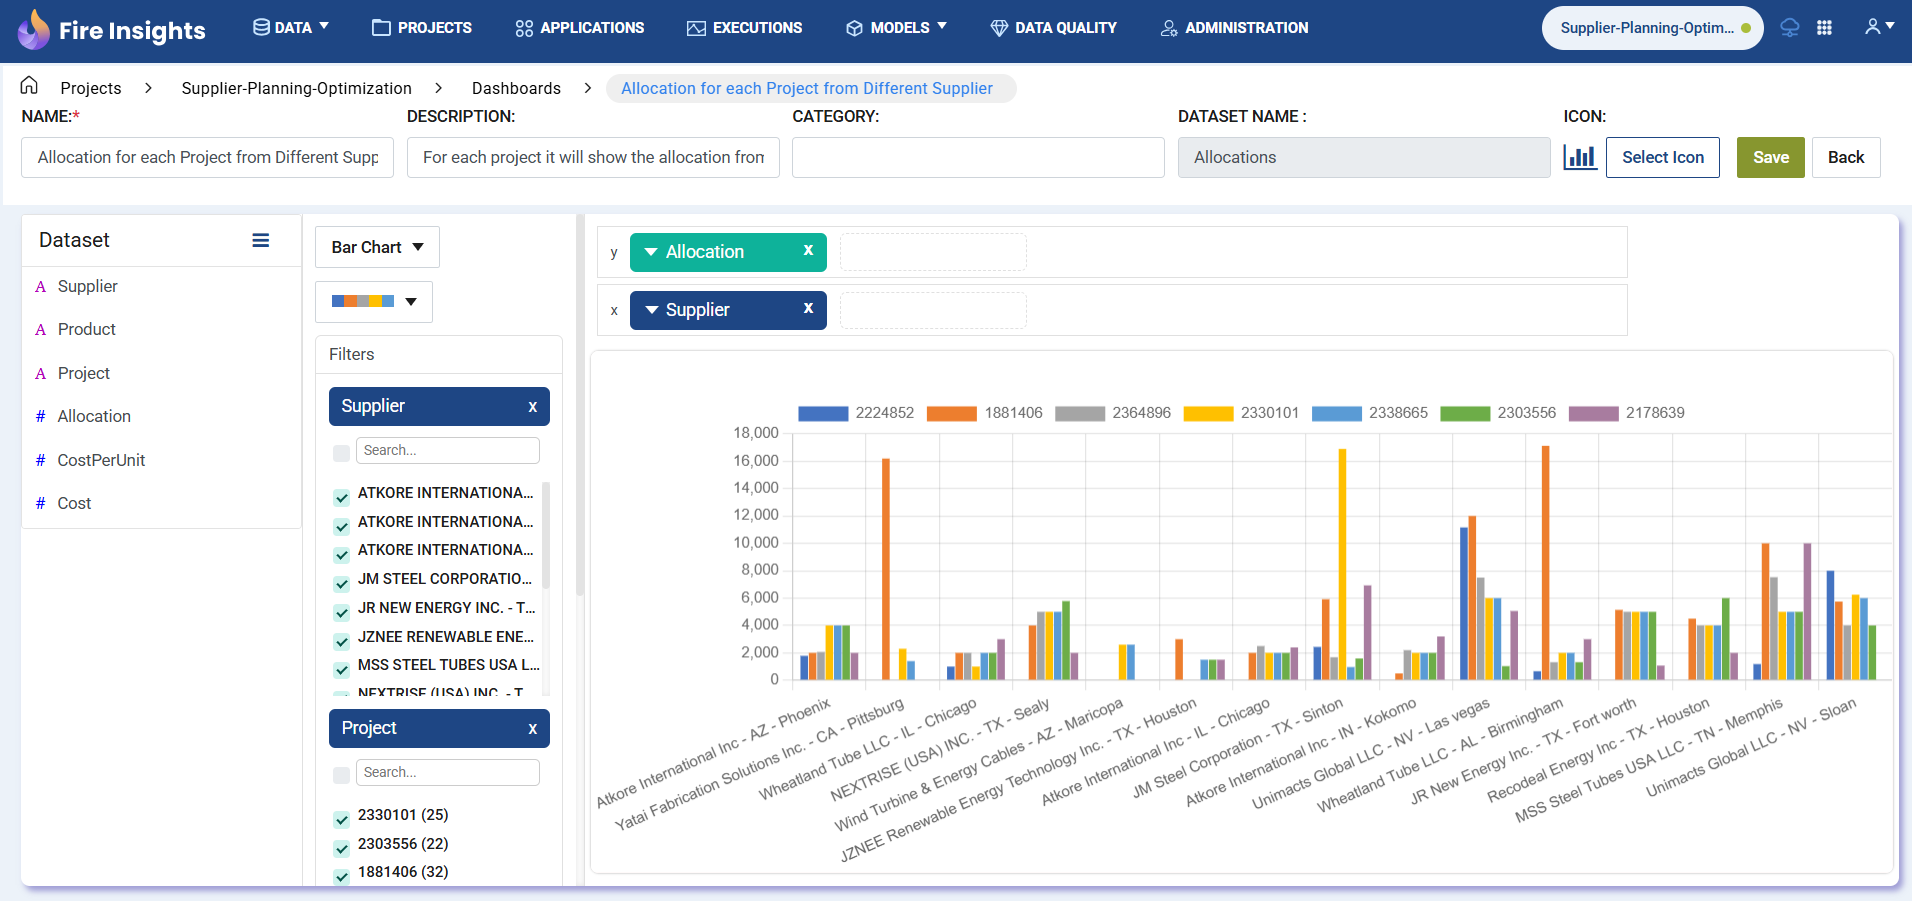 Fire Insights
DATA
PROJECTS
APPLICATIONS
EXECUTIONS
MODELS
DATA QUALITY
ADMINISTRATION
Supplier-Planning-Optim...
Projects > Supplier-Planning-Optimization > Dashboards > Allocation for each Project from Different Supplier
NAME:*
DESCRIPTION:
CATEGORY:
DATASET NAME :
ICON:
Allocation for each Project from Different Supp
For each project it will show the allocation from
Allocations
Select Icon
Save
Back
Dataset
A Supplier
A Product
A Project
# Allocation
# CostPerUnit
# Cost
Bar Chart
Filters
Supplier x
Search...
ATKORE INTERNATIONA...
ATKORE INTERNATIONA...
ATKORE INTERNATIONA...
JM STEEL CORPORATIO...
JR NEW ENERGY INC. - T...
JZNEE RENEWABLE ENE...
MSS STEEL TUBES USA L...
NEXTRISE (USA) INC. - T
Project x
Search...
2330101 (25)
2303556 (22)
1881406 (32)
y Allocation x
x Supplier x
2224852
1881406
2364896
2330101
2338665
2303556
2178639
18,000
16,000
14,000
12,000
10,000
8,000
6,000
4,000
2,000
0
Atkore International Inc - AZ - Phoenix
Yatai Fabrication Solutions Inc. - CA - Pittsburg
Wheatland Tube LLC - IL - Chicago
NEXTRISE (USA) INC. - TX - Sealy
Wind Turbine & Energy Cables - AZ - Maricopa
JZNEE Renewable Energy Technology Inc. - TX - Houston
Atkore International Inc - IL - Chicago
JM Steel Corporation - TX - Sinton
Atkore International Inc - IN - Kokomo
Unimacts Global LLC - NV - Las vegas
Wheatland Tube LLC - AL - Birmingham
JR New Energy Inc. - TX - Fort worth
Recodeal Energy Inc - TX - Houston
MSS Steel Tubes USA LLC - TN - Memphis
Unimacts Global LLC - NV - Sloan